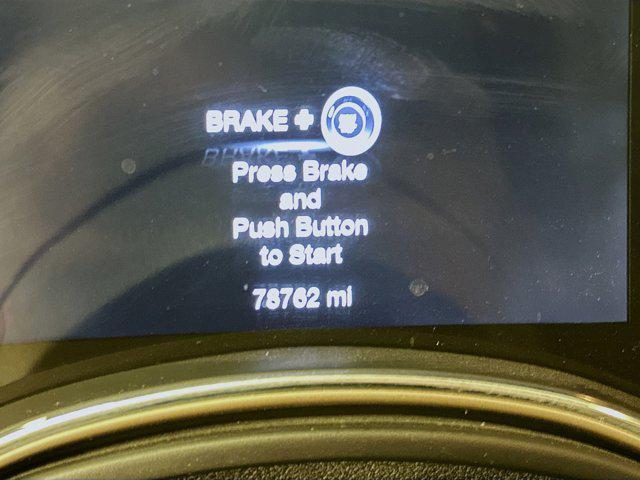 BRAKE +
Press Brake
and
Push Button
to Start
78762 mi